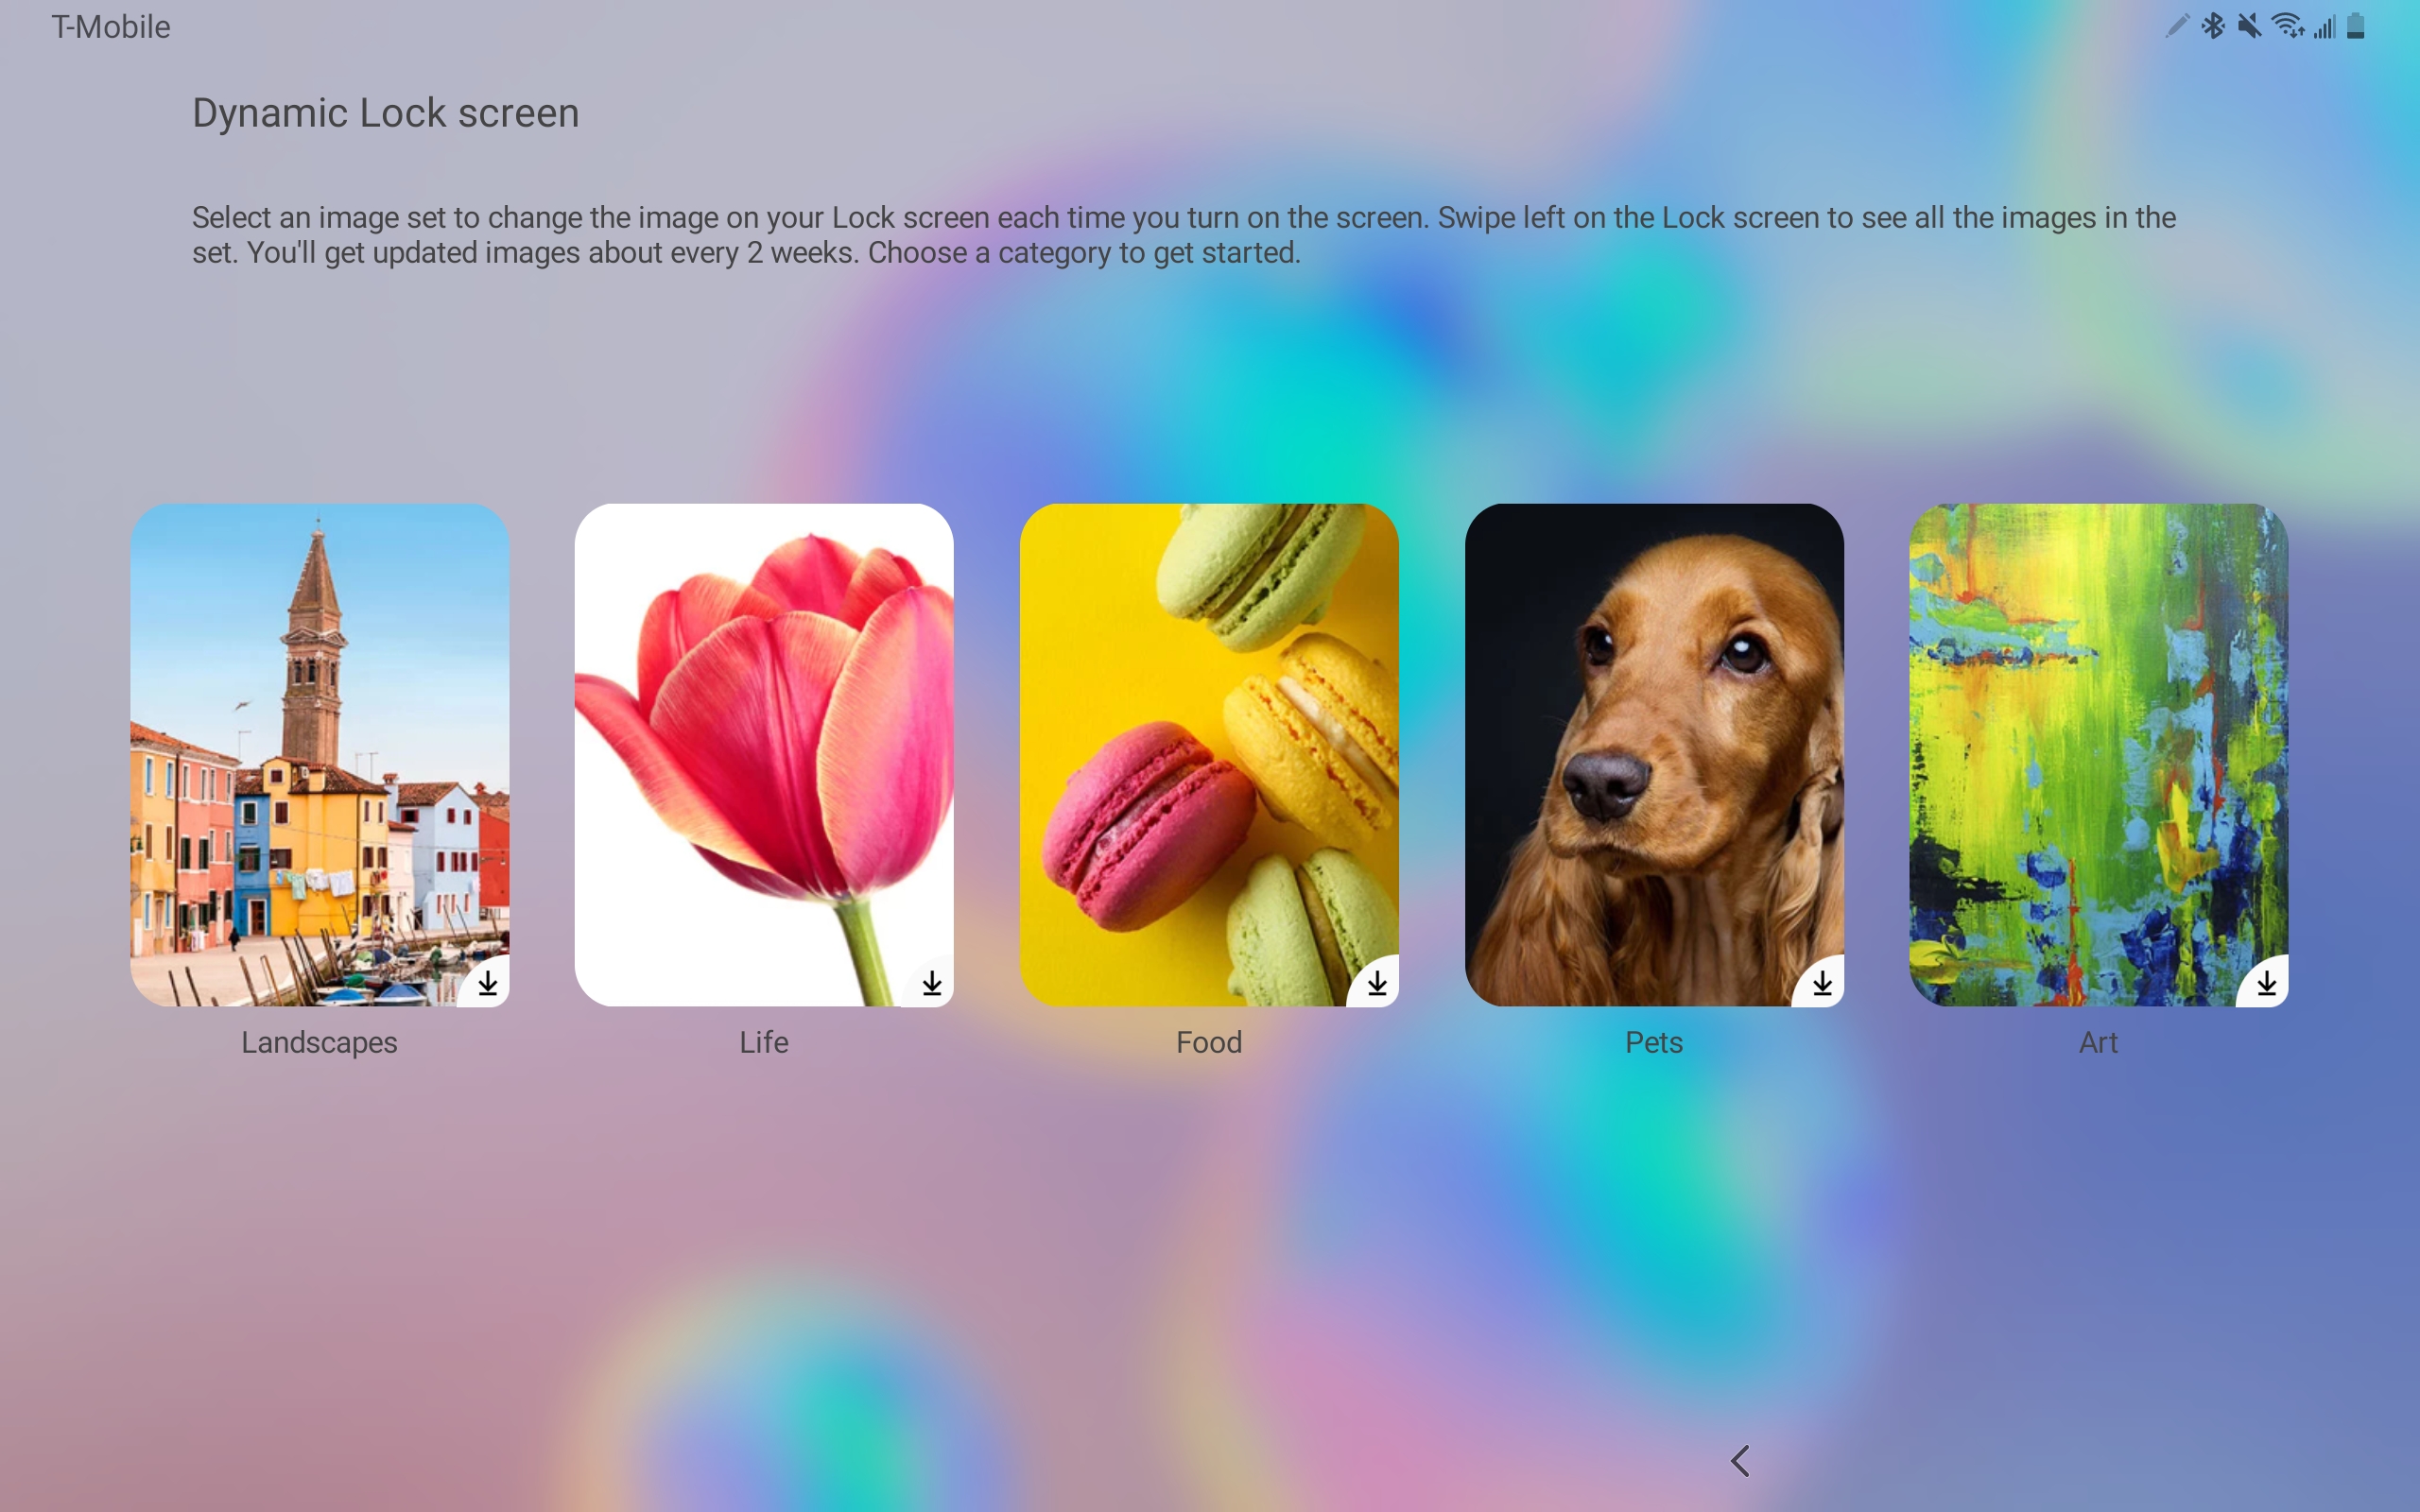 T-Mobile
Dynamic Lock screen
Select an image set to change the image on your Lock screen each time you turn on the screen. Swipe left on the Lock screen to see all the images in the
set. You'll get updated images about every 2 weeks. Choose a category to get started.
Landscapes
Life
Food
Pets
Art